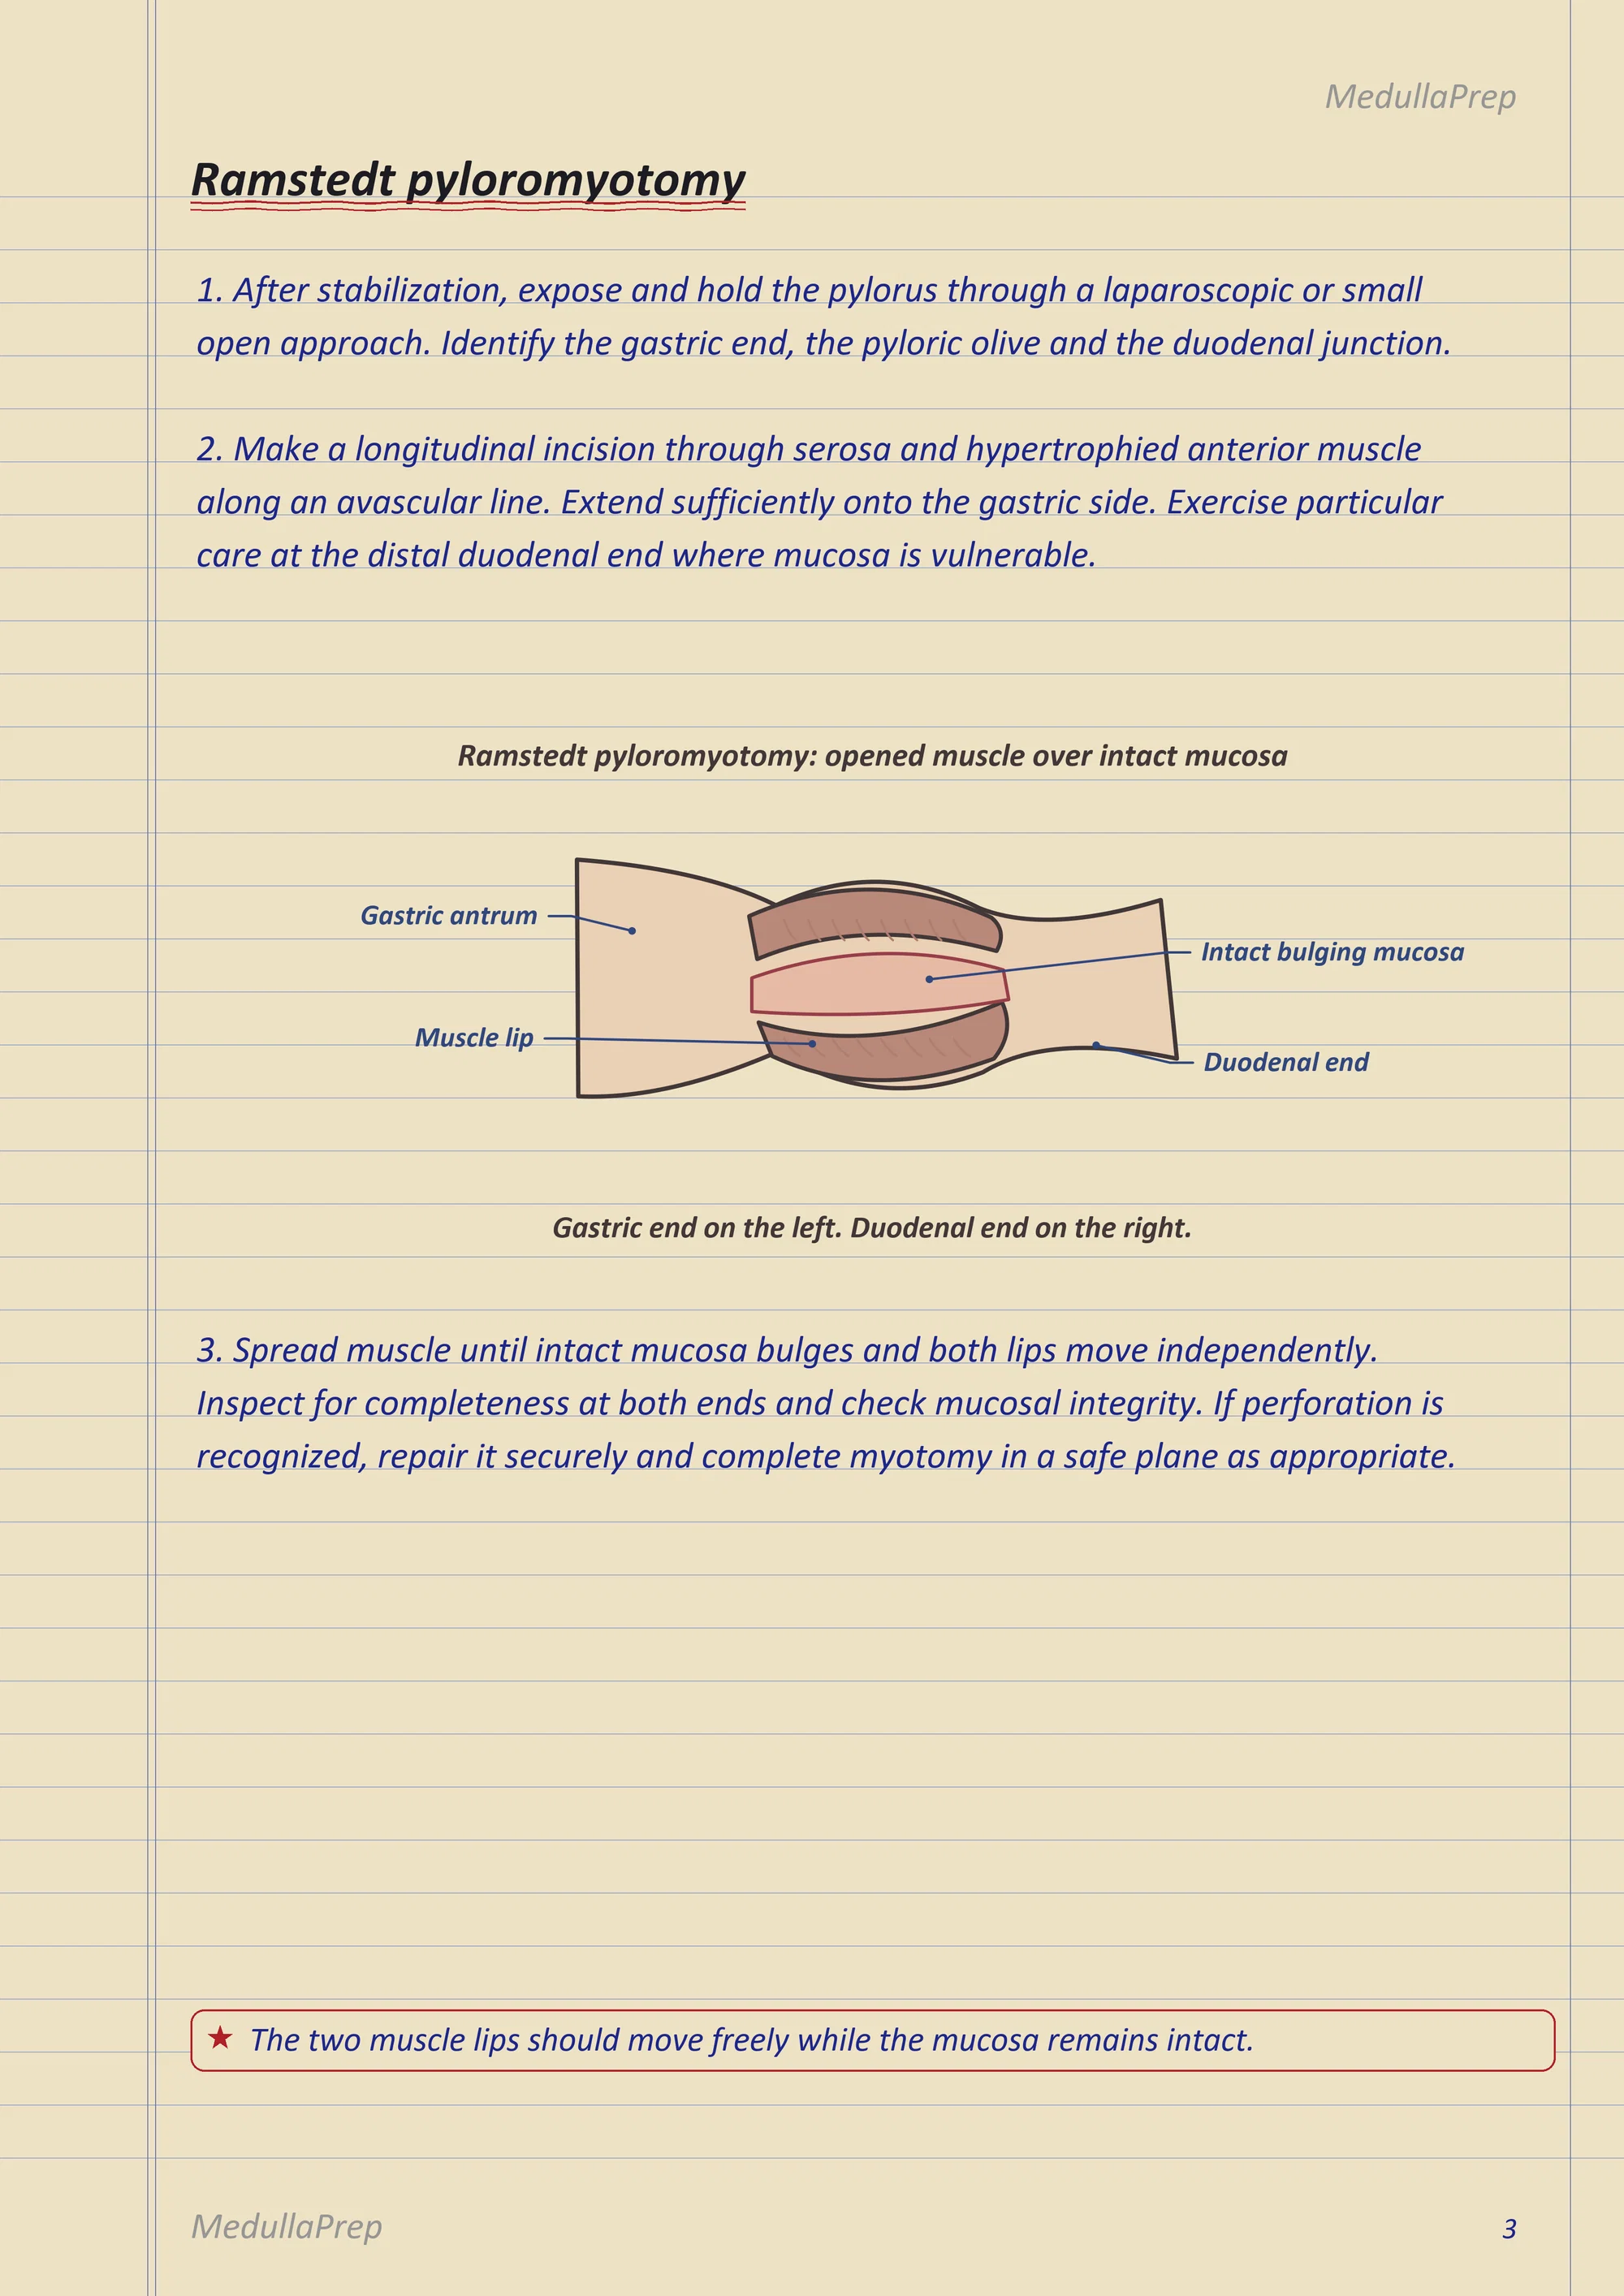 MedullaPrep
Ramstedt pyloromyotomy
1. After stabilization, expose and hold the pylorus through a laparoscopic or small
open approach. Identify the gastric end, the pyloric olive and the duodenal junction.
2. Make a longitudinal incision through serosa and hypertrophied anterior muscle
along an avascular line. Extend sufficiently onto the gastric side. Exercise particular
care at the distal duodenal end where mucosa is vulnerable.
Ramstedt pyloromyotomy: opened muscle over intact mucosa
Gastric antrum
Intact bulging mucosa
Muscle lip
Duodenal end
Gastric end on the left. Duodenal end on the right.
3. Spread muscle until intact mucosa bulges and both lips move independently.
Inspect for completeness at both ends and check mucosal integrity. If perforation is
recognized, repair it securely and complete myotomy in a safe plane as appropriate.
★ The two muscle lips should move freely while the mucosa remains intact.
MedullaPrep
3